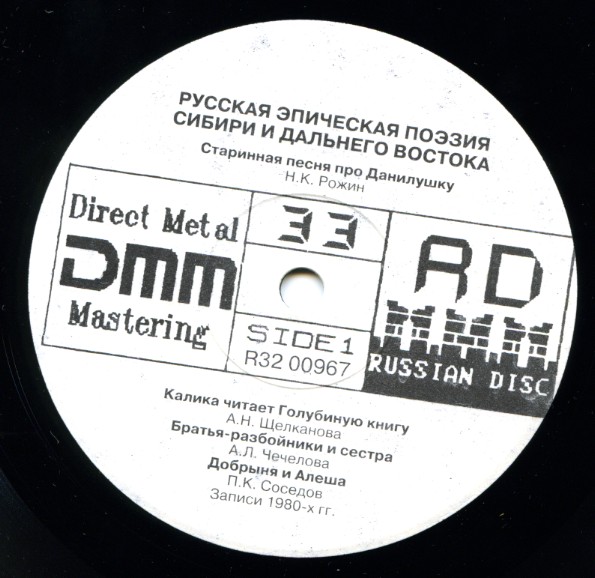 РУССКАЯ ЭПИЧЕСКАЯ ПОЭЗИЯ
СИБИРИ И ДАЛЬНЕГО ВОСТОКА
Старинная песня про Данилушку
Н.К. Рожин
Direct Metal
DMM
Mastering
33
SIDE 1
R32 00967
RD
RUSSIAN DISC
Калика читает Голубиную книгу
А.Н. Щелканова
Братья-разбойники и сестра
А.Л. Чечелова
Добрыня и Алеша
П.К. Соседов
Записи 1980-х гг.